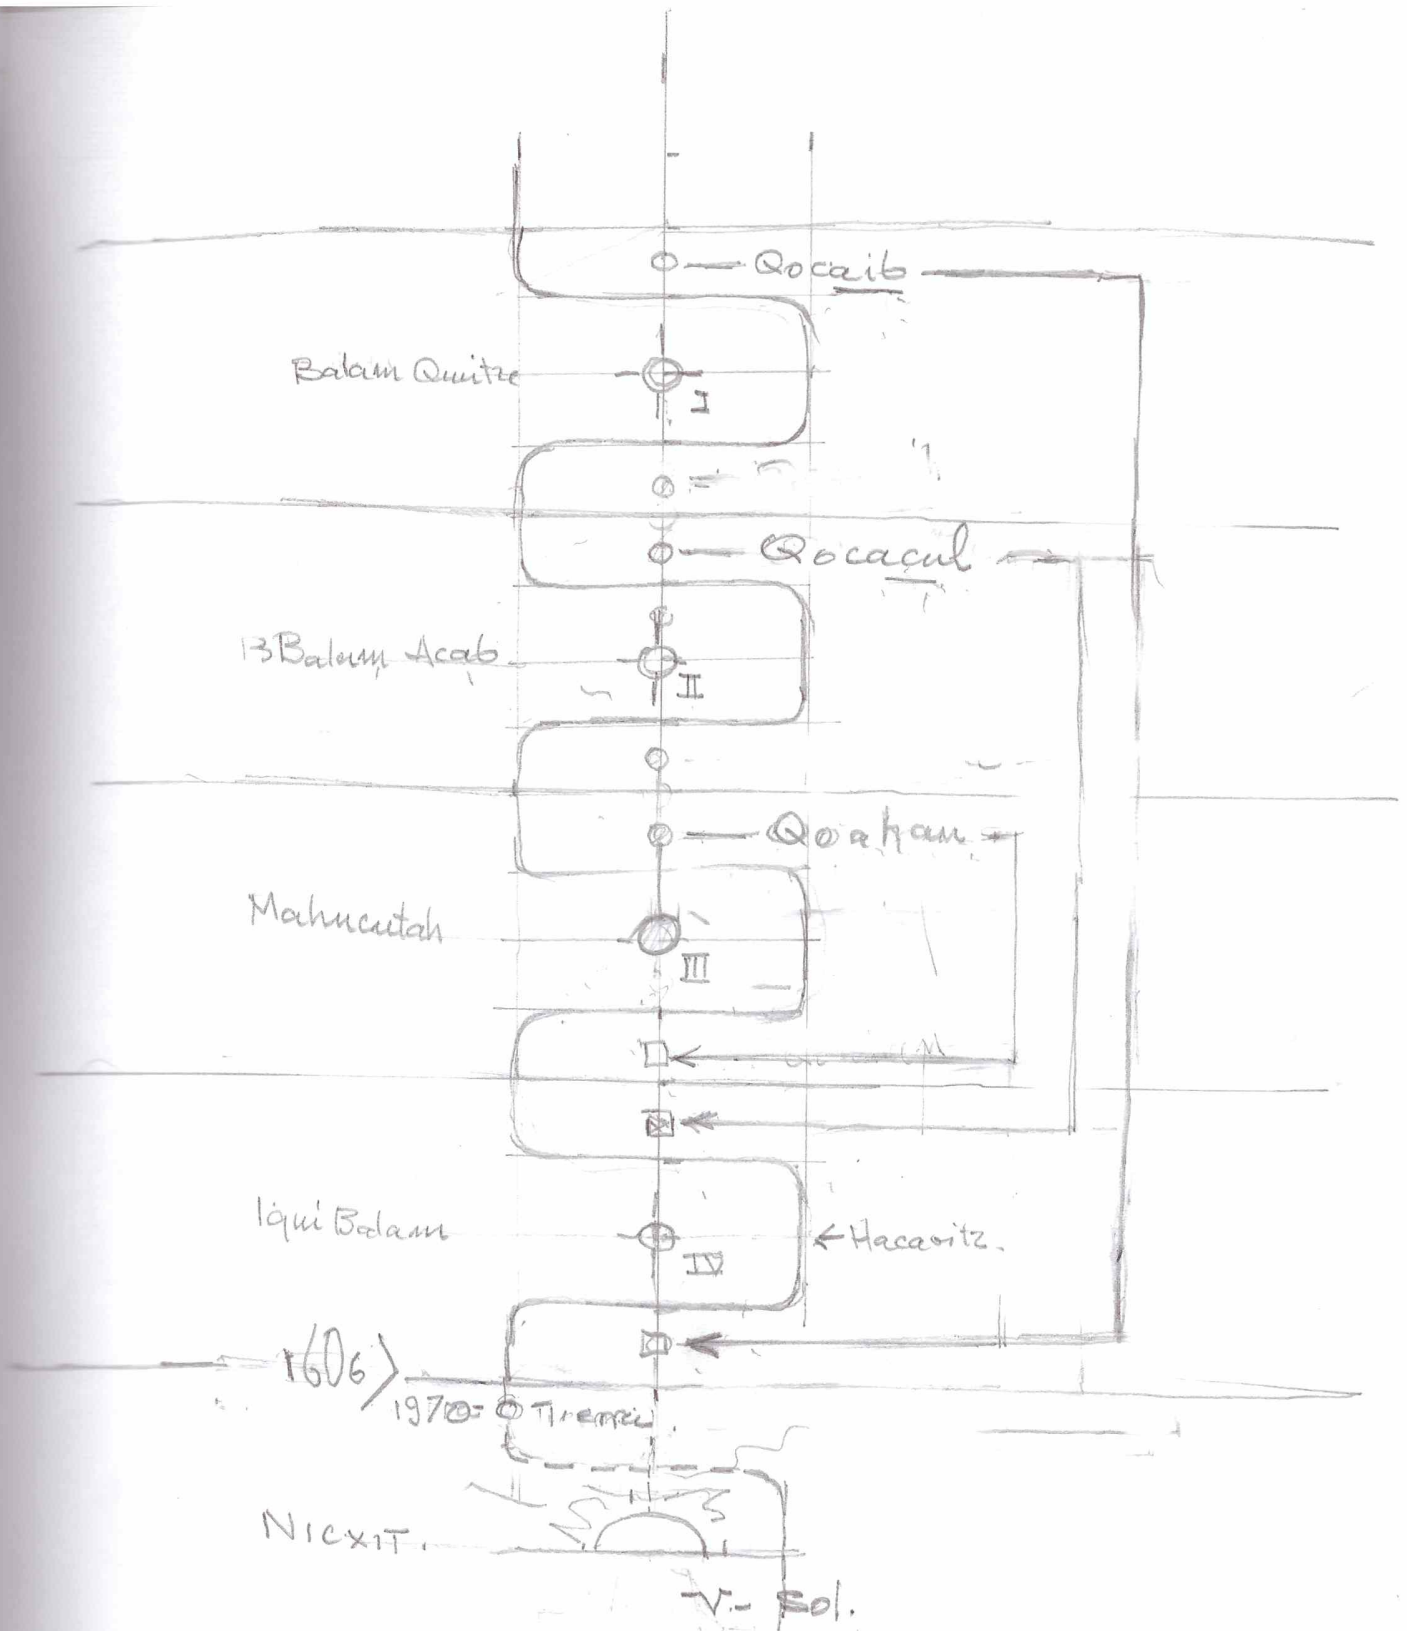 Qocaib
Balam Quitze
I
Qocaçul
Balam Acab
II
Qoahau
Mahucutah
III
Iqui Balam
← Hacavitz.
IV
1606
1970=
NICXIT.
-V.- Sol.